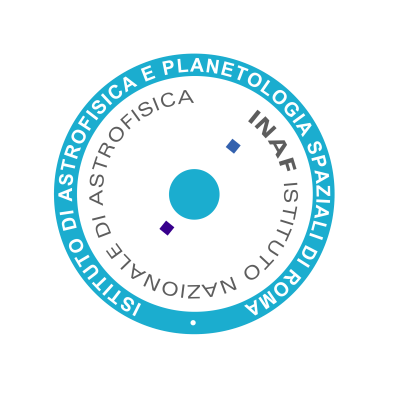 ISTITUTO DI ASTROFISICA E PLANETOLOGIA SPAZIALI DI ROMA
INAF ISTITUTO NAZIONALE DI ASTROFISICA